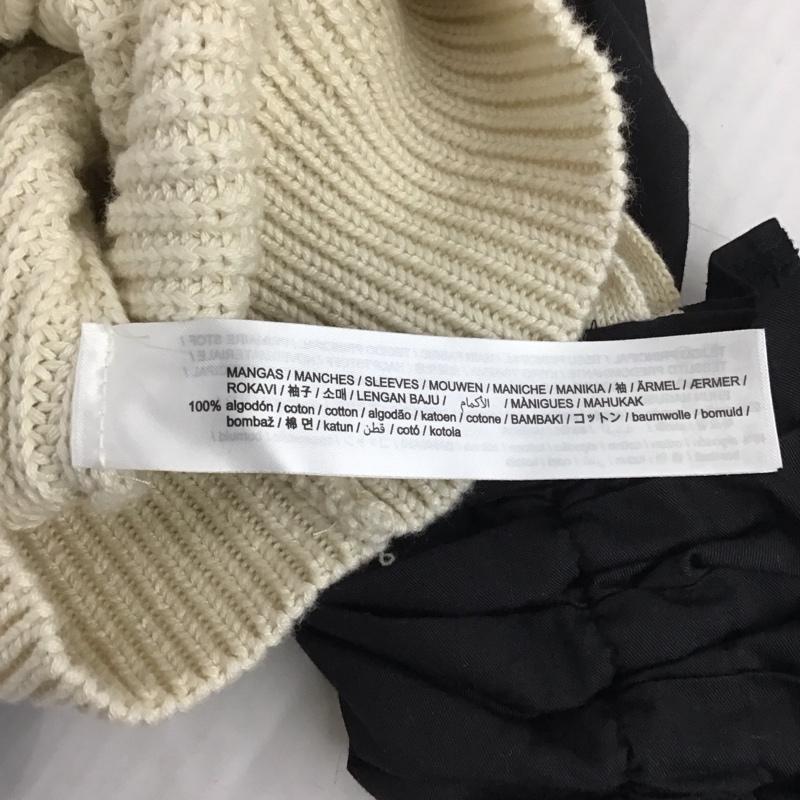 MANGAS / MANCHES / SLEEVES / MOUWEN / MANICHE / MANIKIA / 袖 / ÄRMEL / ÆRMER /
ROKAVI / 袖子 / 소매 / LENGAN BAJU / الأكمام / MÀNIGUES / MAHUKAK
100% algodón / coton / cotton / algodão / katoen / cotone / BAMBAKI / コットン / baumwolle / bomuld /
bombaž / 棉 면 / katun / قطن / cotó / kotola